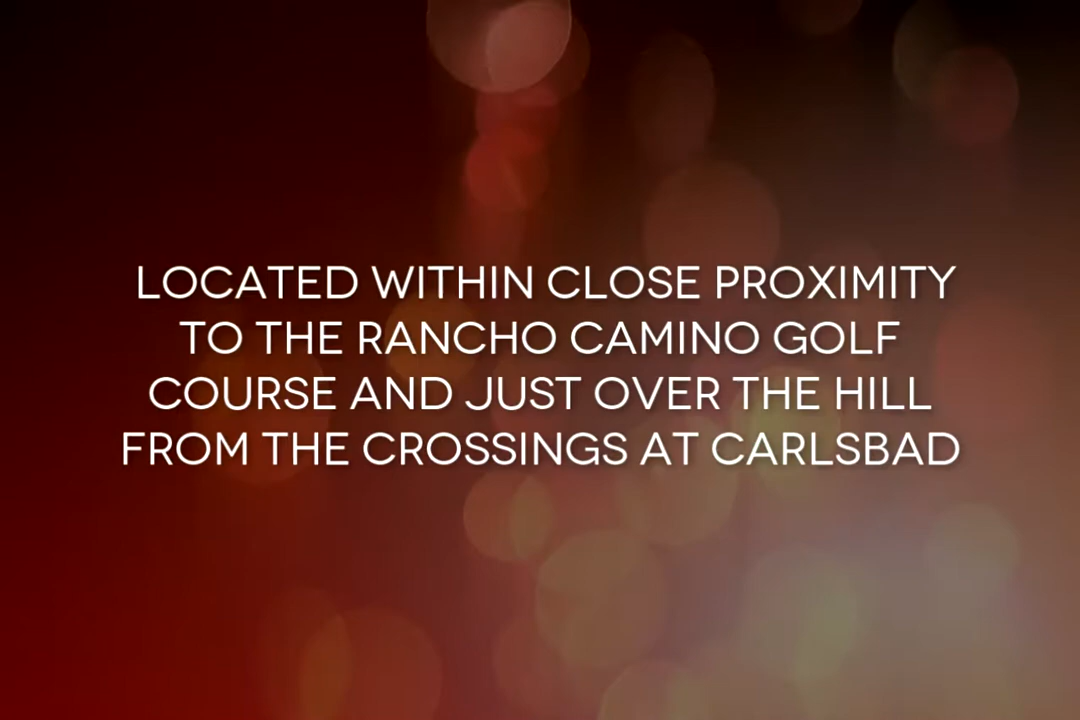 LOCATED WITHIN CLOSE PROXIMITY
TO THE RANCHO CAMINO GOLF
COURSE AND JUST OVER THE HILL
FROM THE CROSSINGS AT CARLSBAD